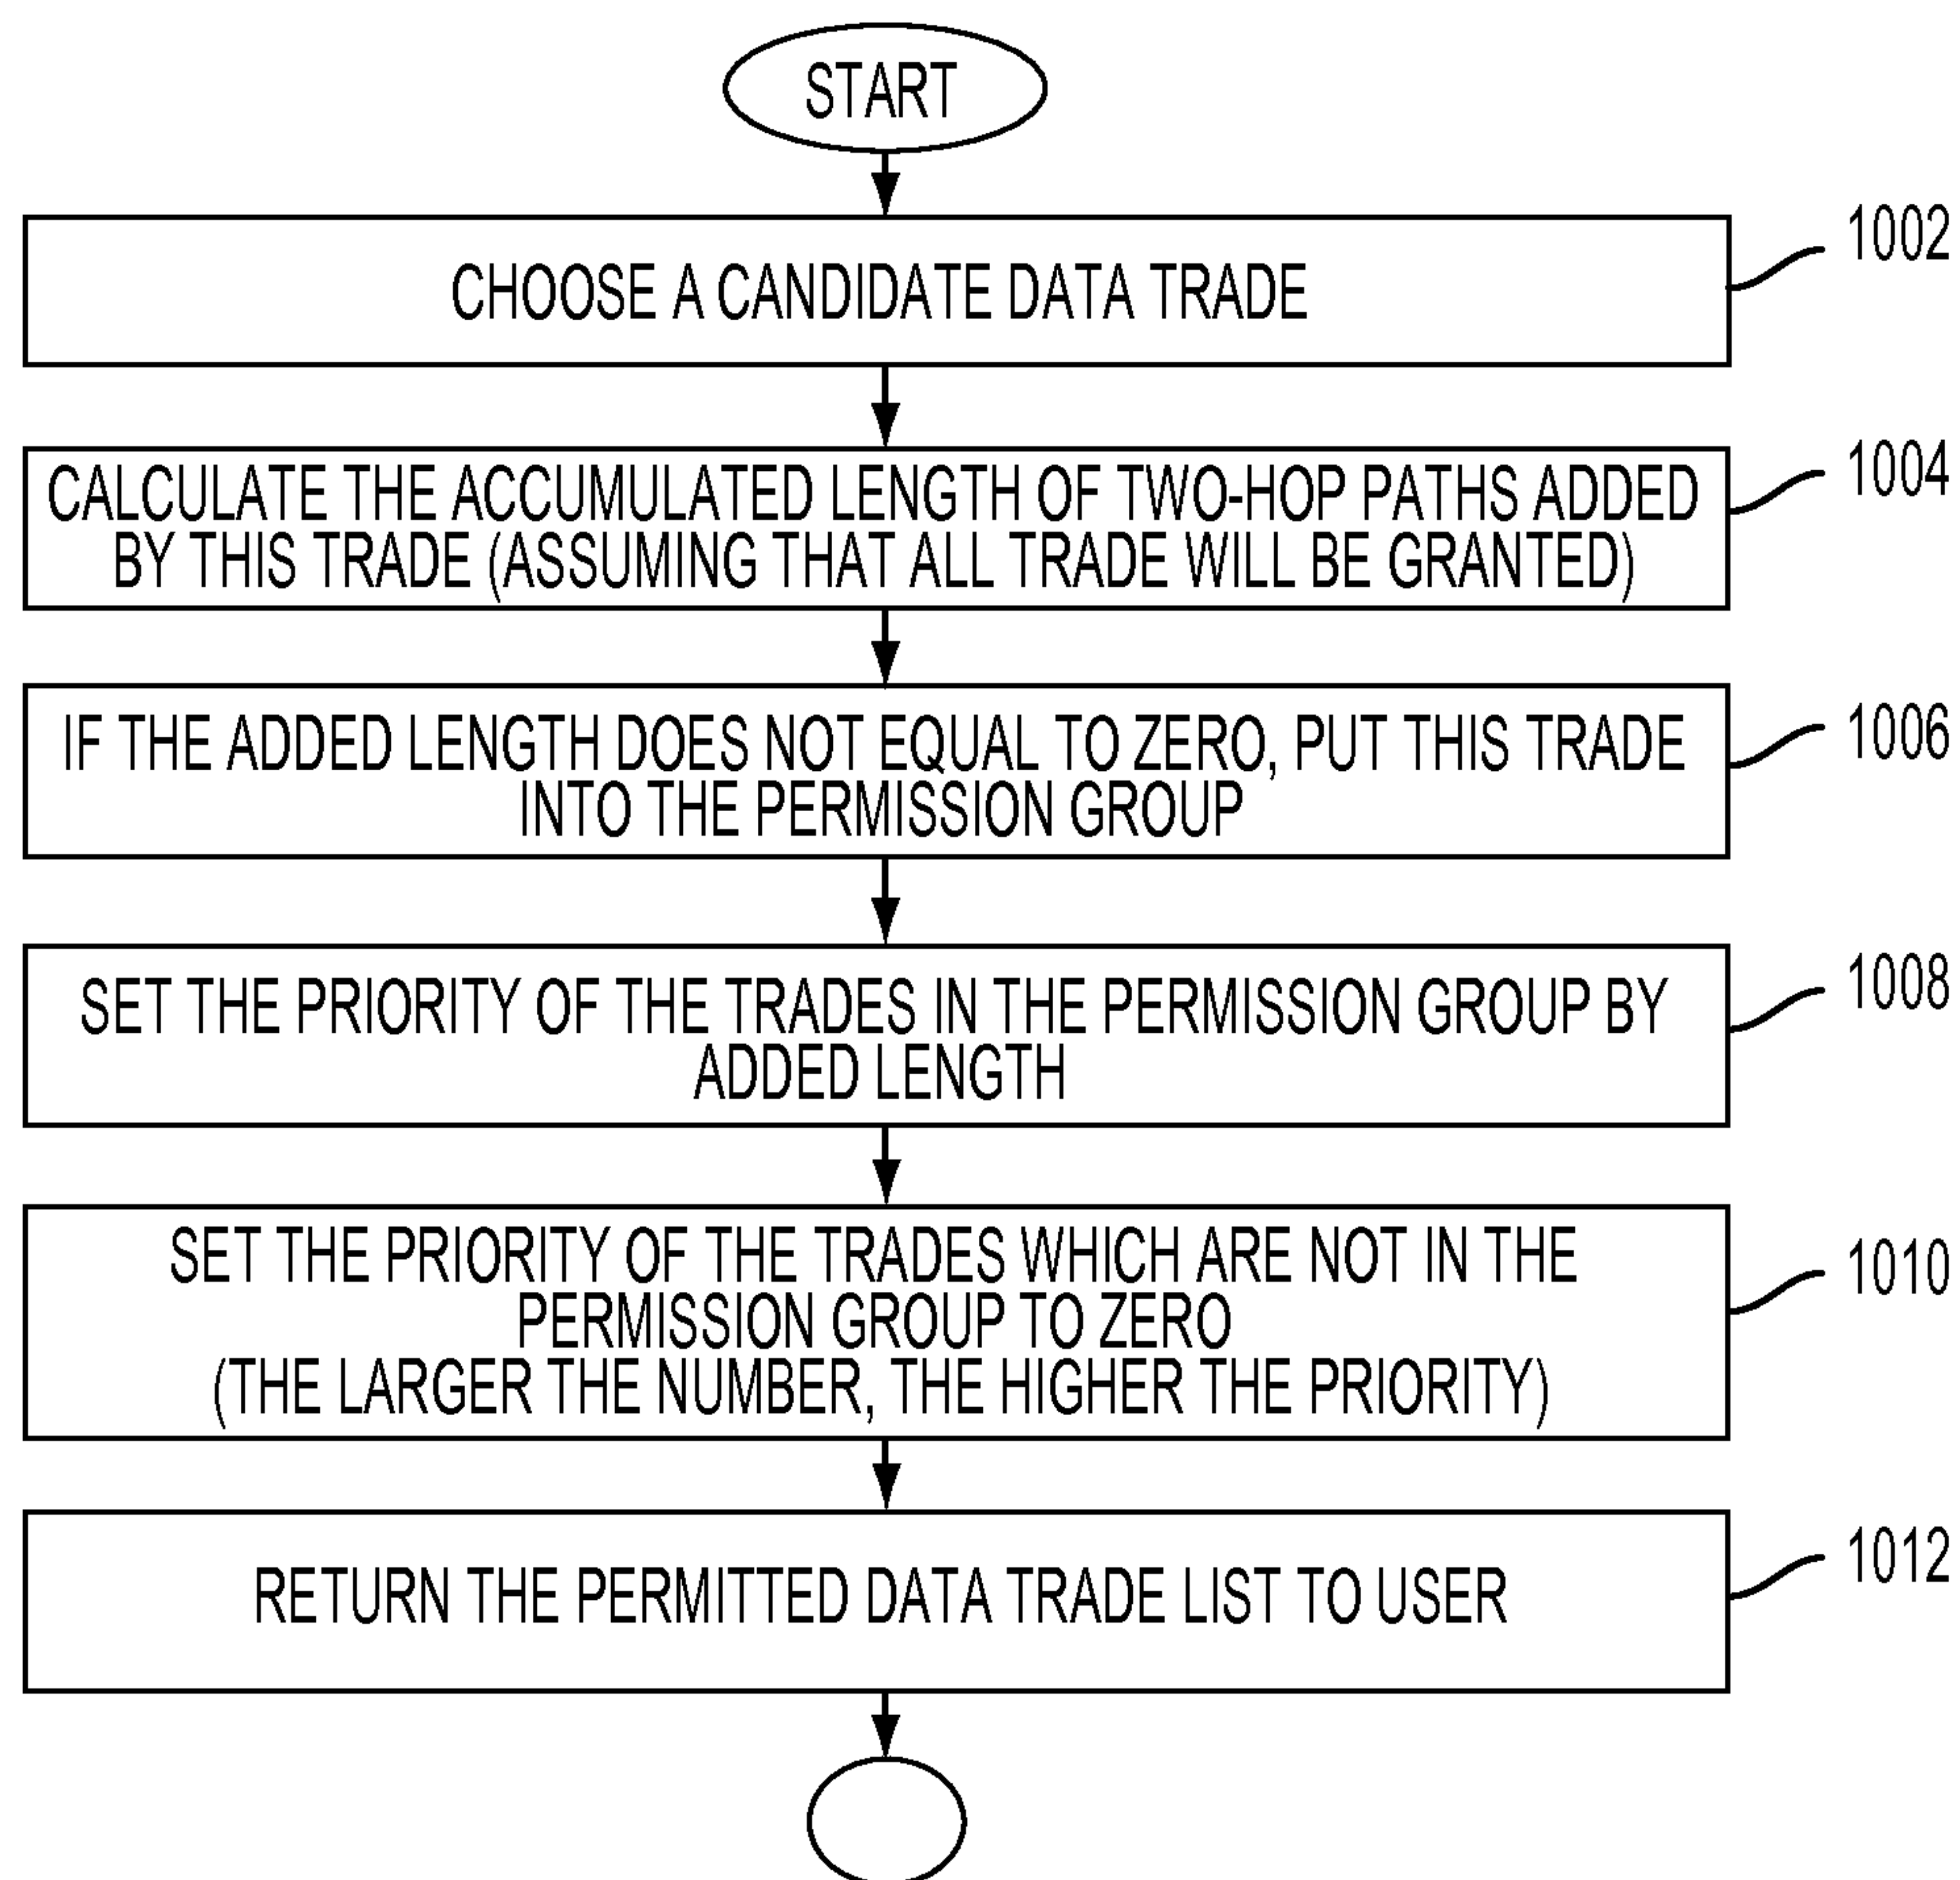 START
1002
CHOOSE A CANDIDATE DATA TRADE
1004
CALCULATE THE ACCUMULATED LENGTH OF TWO-HOP PATHS ADDED
BY THIS TRADE (ASSUMING THAT ALL TRADE WILL BE GRANTED)
1006
IF THE ADDED LENGTH DOES NOT EQUAL TO ZERO, PUT THIS TRADE
INTO THE PERMISSION GROUP
1008
SET THE PRIORITY OF THE TRADES IN THE PERMISSION GROUP BY
ADDED LENGTH
1010
SET THE PRIORITY OF THE TRADES WHICH ARE NOT IN THE
PERMISSION GROUP TO ZERO
(THE LARGER THE NUMBER, THE HIGHER THE PRIORITY)
1012
RETURN THE PERMITTED DATA TRADE LIST TO USER